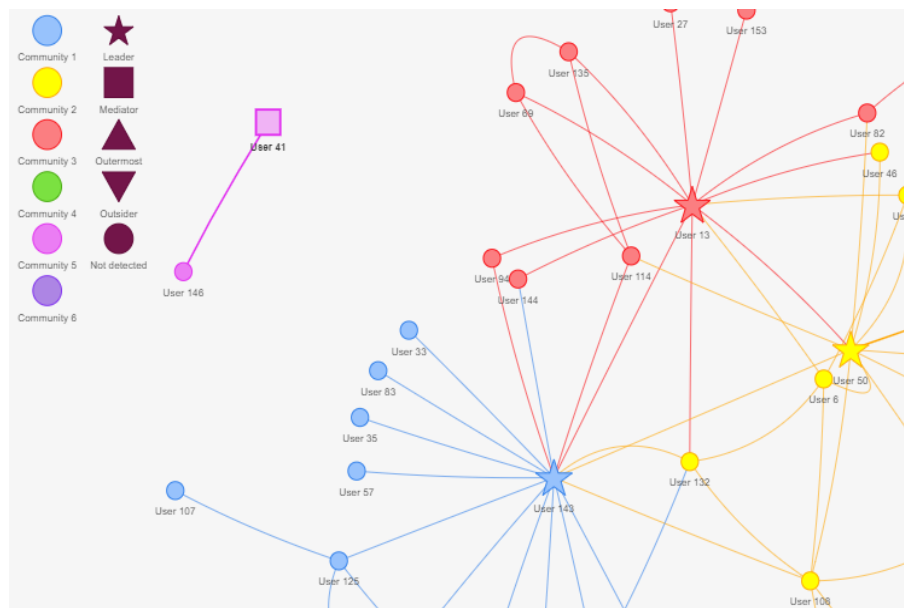 Community 1
Leader
Community 2
Mediator
Community 3
Outermost
Community 4
Outsider
Community 5
Not detected
Community 6
User 27
User 153
User 135
User 69
User 82
User 41
User 46
User 13
User 94
User 114
User 146
User 144
User 33
User 50
User 83
User 6
User 35
User 57
User 132
User 143
User 107
User 125
User 108